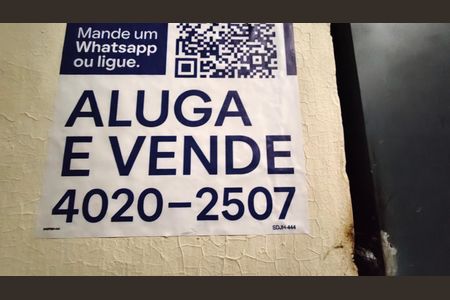 Mande um
Whatsapp
ou ligue.
ALUGA
E VENDE
4020-2507
SDJH-444